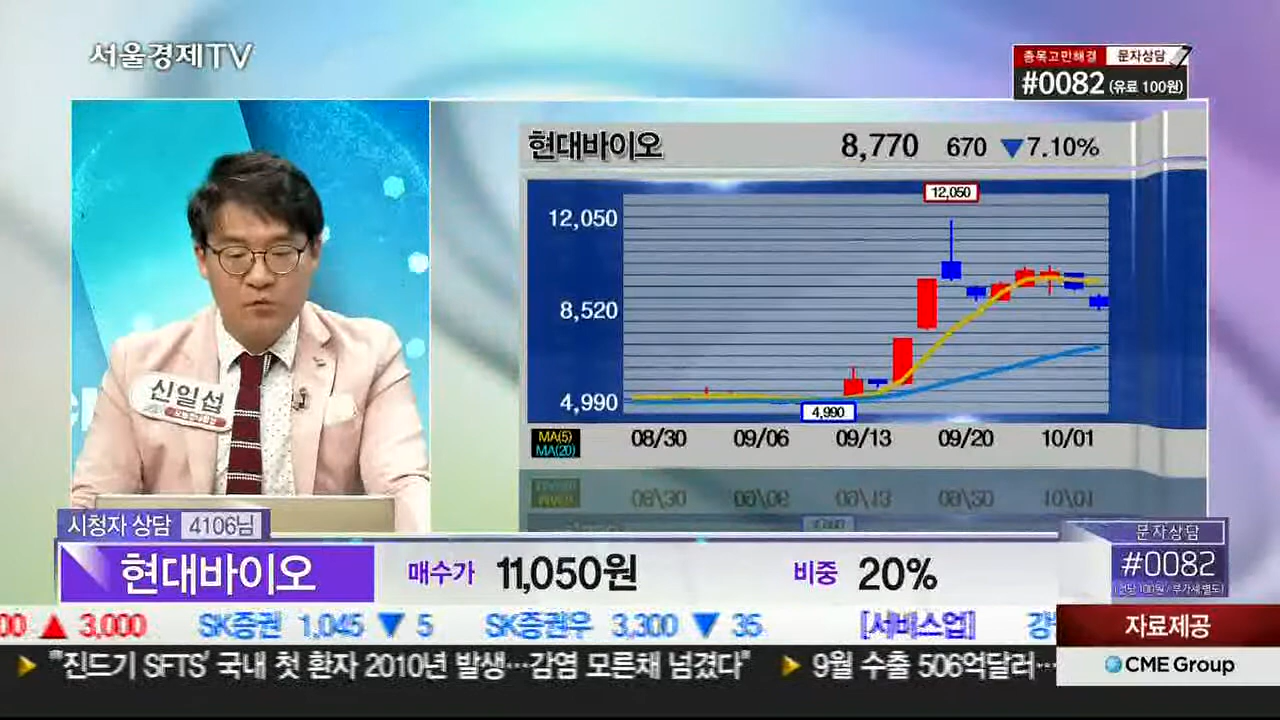 서울경제TV
종목고민해결 문자상담
#0082 (유료 100원)
현대바이오 8,770 670 ▼7.10%
12,050
12,050
8,520
4,990
4,990
MA(5)
MA(20)
08/30 09/06 09/13 09/20 10/01
신일섭
시청자 상담 4106님
현대바이오 매수가 11,050원 비중 20%
문자상담
#0082
00 ▲ 3,000 SK증권 1,045 ▼ 5 SK증권우 3,300 ▼ 35 [서비스업]
자료제공
CME Group
"'진드기 SFTS' 국내 첫 환자 2010년 발생…감염 모른채 넘겼다" 9월 수출 506억달러…